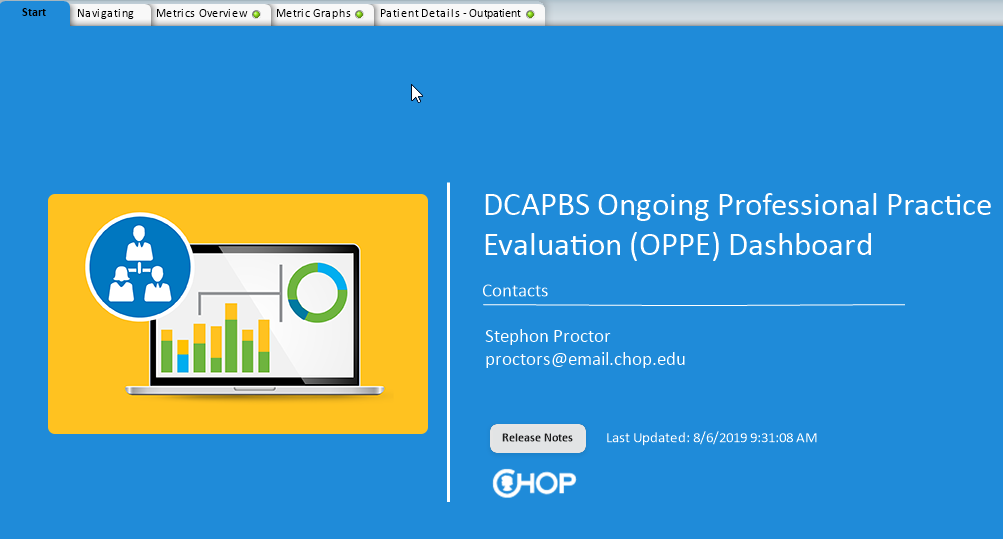 Start
Navigating
Metrics Overview
Metric Graphs
Patient Details - Outpatient
DCAPBS Ongoing Professional Practice
Evaluation (OPPE) Dashboard
Contacts
Stephon Proctor
proctors@email.chop.edu
Release Notes
Last Updated: 8/6/2019 9:31:08 AM
CHOP